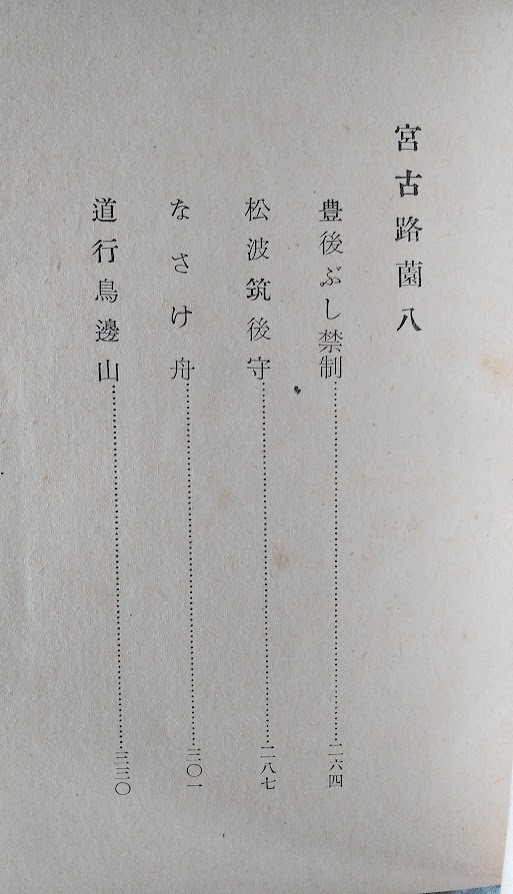 宮古路薗八
豊後ぶし禁制……………………二六四
松波筑後守……………………二八七
なさけ舟……………………三〇一
道行鳥邊山……………………三三〇